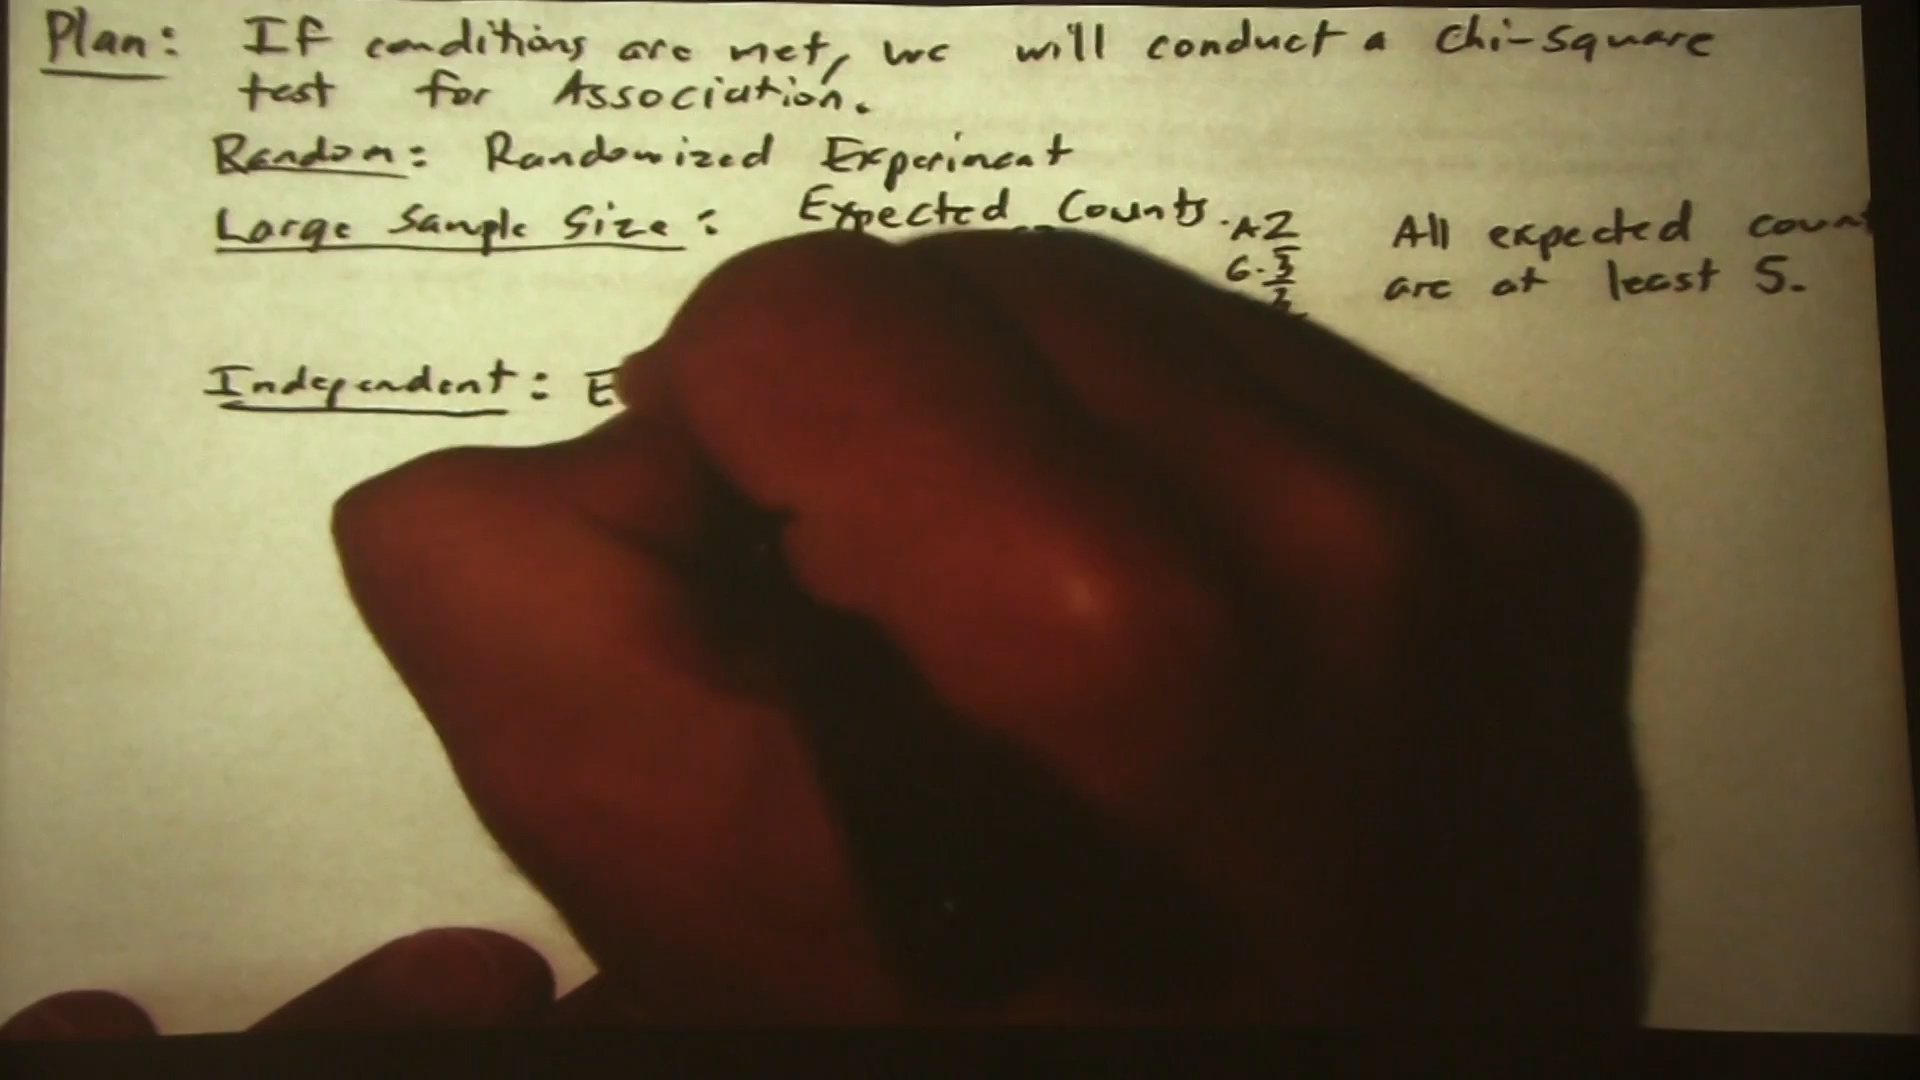 Plan: If conditions are met, we will conduct a Chi-square
test for Association.
Random: Randomized Experiment
Large Sample Size: Expected Counts
All expected
are at least 5.
Independent: E